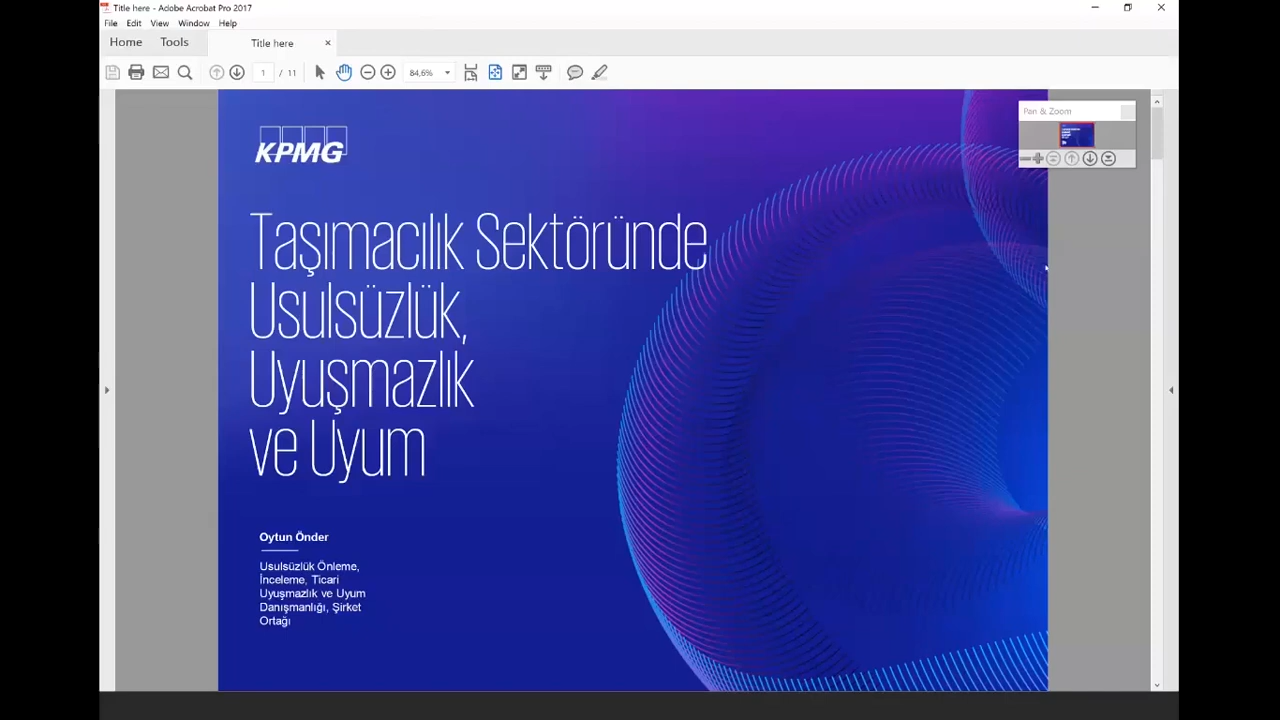 Title here - Adobe Acrobat Pro 2017
File Edit View Window Help
Home Tools Title here
1 / 11 84,6%
Pan & Zoom
KPMG
Taşımacılık Sektöründe
Usulsüzlük,
Uyuşmazlık
ve Uyum
Oytun Önder
Usulsüzlük Önleme,
İnceleme, Ticari
Uyuşmazlık ve Uyum
Danışmanlığı, Şirket
Ortağı